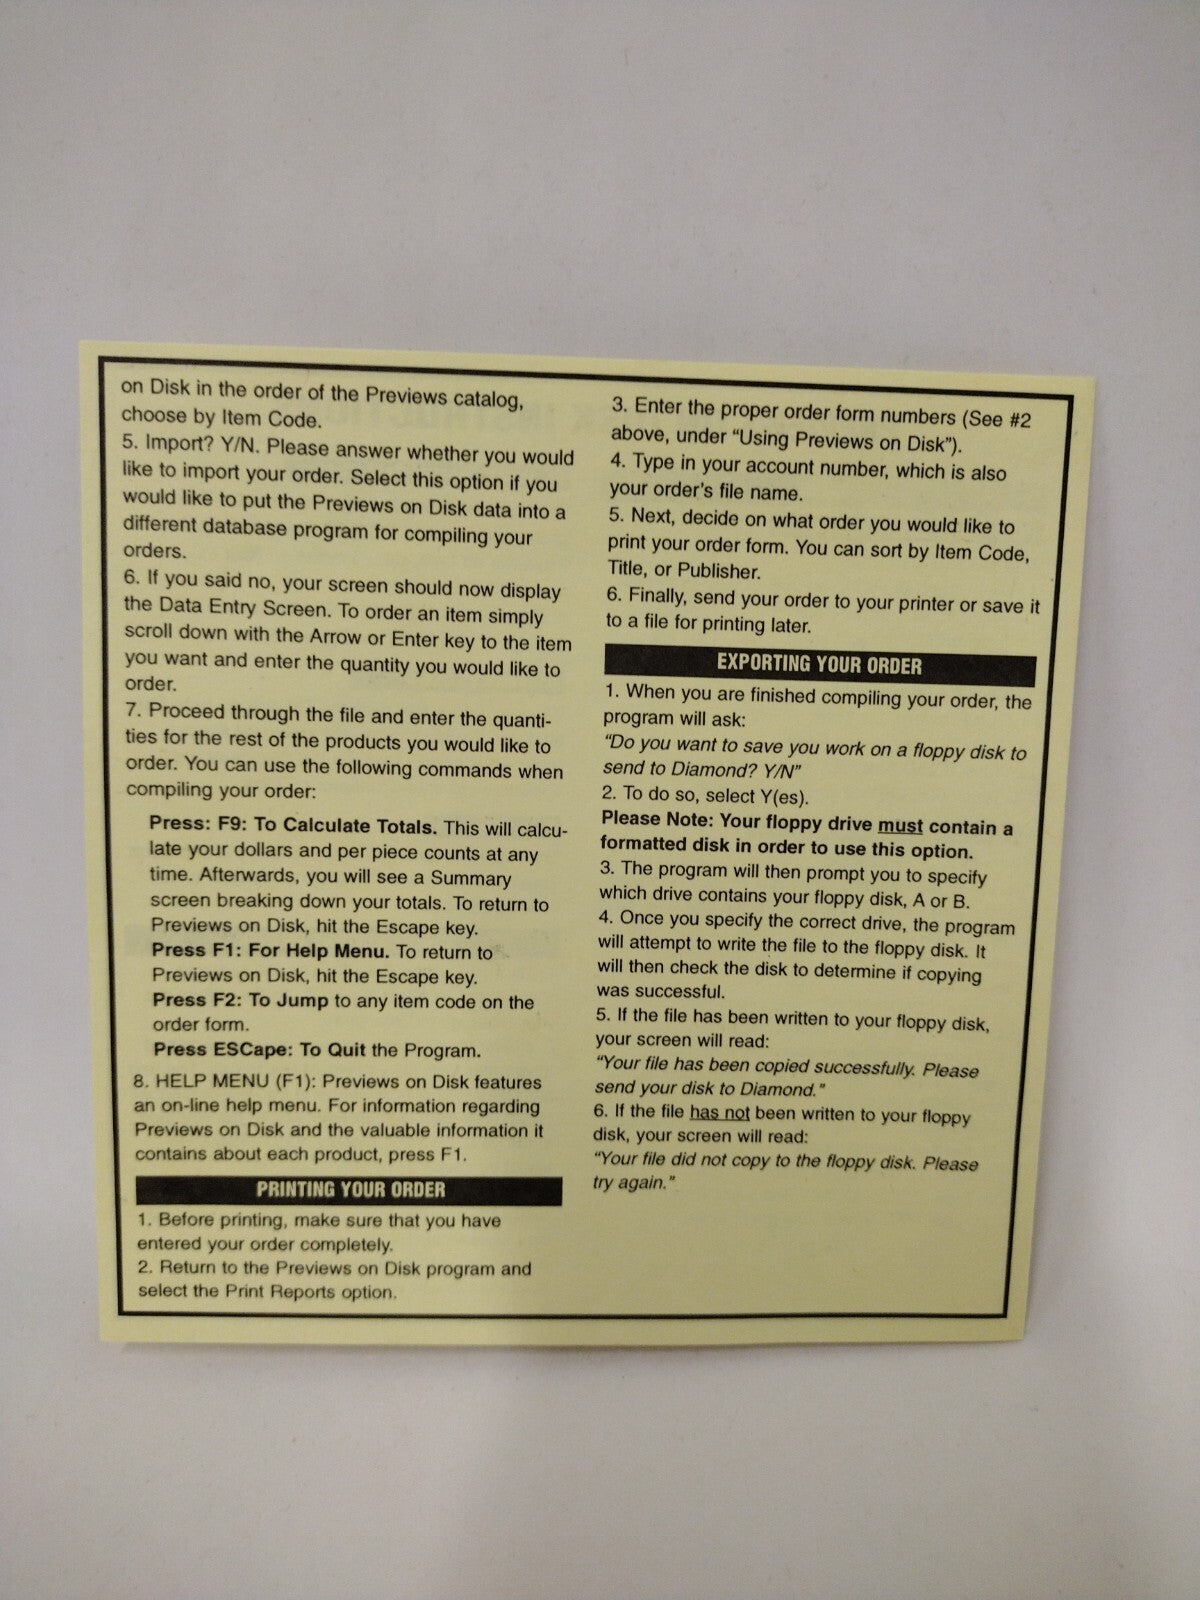 on Disk in the order of the Previews catalog,
choose by Item Code.
5. Import? Y/N. Please answer whether you would
like to import your order. Select this option if you
would like to put the Previews on Disk data into a
different database program for compiling your
orders.
6. If you said no, your screen should now display
the Data Entry Screen. To order an item simply
scroll down with the Arrow or Enter key to the item
you want and enter the quantity you would like to
order.
7. Proceed through the file and enter the quanti-
ties for the rest of the products you would like to
order. You can use the following commands when
compiling your order:
Press: F9: To Calculate Totals. This will calcu-
late your dollars and per piece counts at any
time. Afterwards, you will see a Summary
screen breaking down your totals. To return to
Previews on Disk, hit the Escape key.
Press F1: For Help Menu. To return to
Previews on Disk, hit the Escape key.
Press F2: To Jump to any item code on the
order form.
Press ESCape: To Quit the Program.
8. HELP MENU (F1): Previews on Disk features
an on-line help menu. For information regarding
Previews on Disk and the valuable information it
contains about each product, press F1.
PRINTING YOUR ORDER
1. Before printing, make sure that you have
entered your order completely.
2. Return to the Previews on Disk program and
select the Print Reports option.
3. Enter the proper order form numbers (See #2
above, under “Using Previews on Disk”).
4. Type in your account number, which is also
your order’s file name.
5. Next, decide on what order you would like to
print your order form. You can sort by Item Code,
Title, or Publisher.
6. Finally, send your order to your printer or save it
to a file for printing later.
EXPORTING YOUR ORDER
1. When you are finished compiling your order, the
program will ask:
“Do you want to save you work on a floppy disk to
send to Diamond? Y/N”
2. To do so, select Y(es).
Please Note: Your floppy drive must contain a
formatted disk in order to use this option.
3. The program will then prompt you to specify
which drive contains your floppy disk, A or B.
4. Once you specify the correct drive, the program
will attempt to write the file to the floppy disk. It
will then check the disk to determine if copying
was successful.
5. If the file has been written to your floppy disk,
your screen will read:
“Your file has been copied successfully. Please
send your disk to Diamond.”
6. If the file has not been written to your floppy
disk, your screen will read:
“Your file did not copy to the floppy disk. Please
try again.”